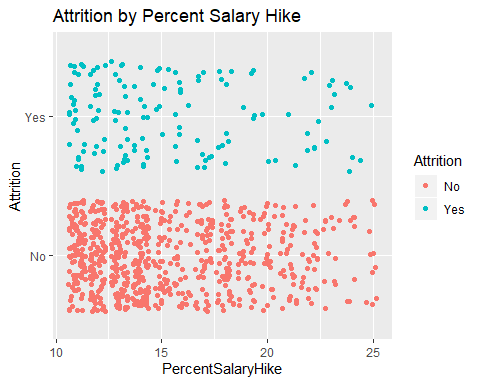 Attrition by Percent Salary Hike
Yes
No
Attrition
10
15
20
25
PercentSalaryHike
Attrition
No
Yes